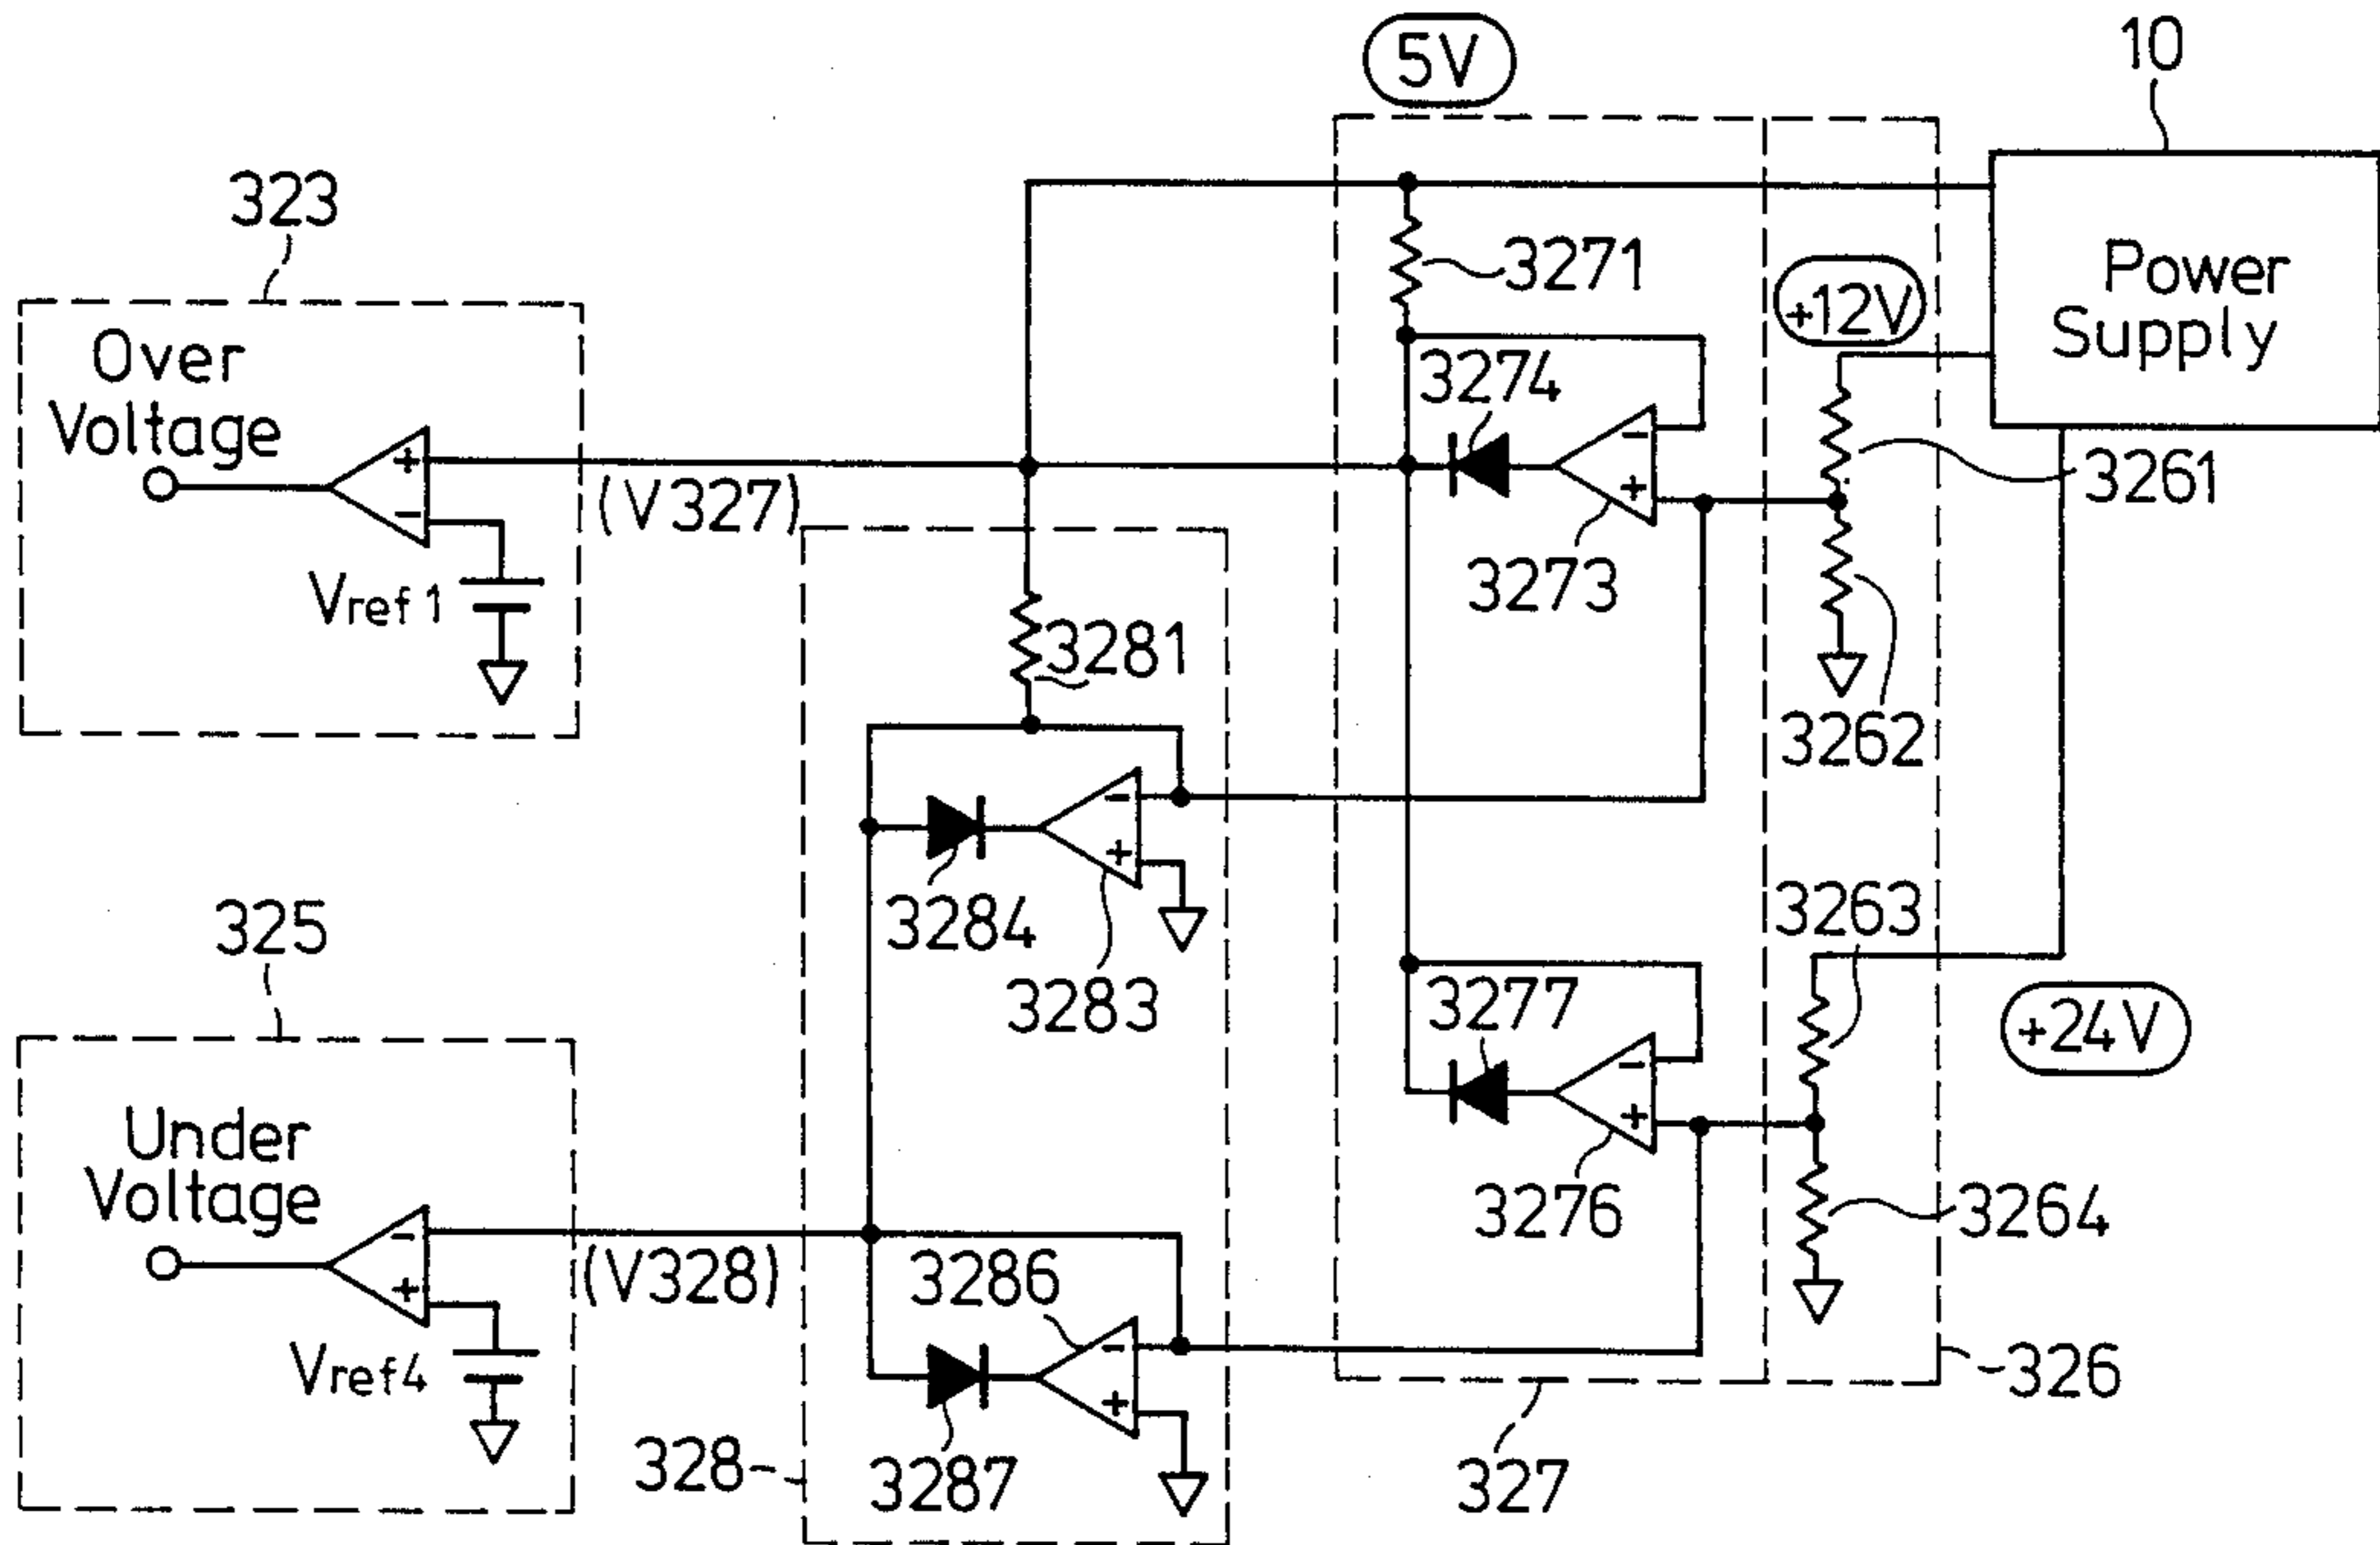 5V
10
323
Power
Supply
3271
+12V
Over
Voltage
3274
+
-
-
+
3261
(V327)
3273
Vref 1
3281
3262
-
+
3284
3263
325
3283
3277
+24V
-
+
Under
Voltage
3276
3264
-
+
(V328)
3286
Vref4
-
+
326
328
3287
327